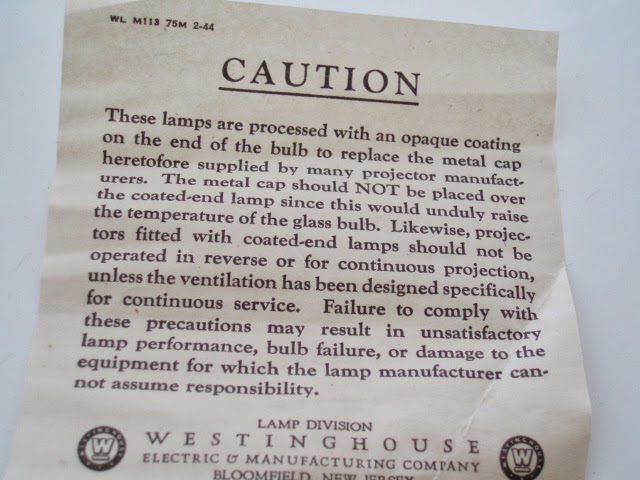 WL M113 75M 2-44
CAUTION
These lamps are processed with an opaque coating
on the end of the bulb to replace the metal cap
heretofore supplied by many projector manufact-
urers. The metal cap should NOT be placed over
the coated-end lamp since this would unduly raise
the temperature of the glass bulb. Likewise, projec-
tors fitted with coated-end lamps should not be
operated in reverse or for continuous projection,
unless the ventilation has been designed specifically
for continuous service. Failure to comply with
these precautions may result in unsatisfactory
lamp performance, bulb failure, or damage to the
equipment for which the lamp manufacturer can-
not assume responsibility.
LAMP DIVISION
WESTINGHOUSE
ELECTRIC & MANUFACTURING COMPANY
BLOOMFIELD, NEW JERSEY